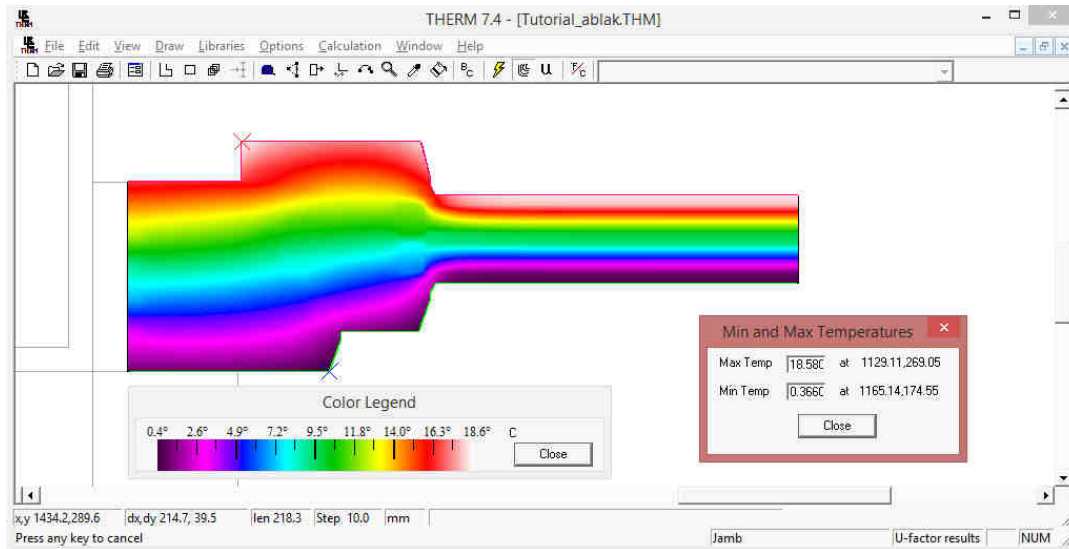 THERM 7.4 - [Tutorial_ablak.THM]
File Edit View Draw Libraries Options Calculation Window Help
BC U F/C
Min and Max Temperatures
Max Temp 18.580 at 1129.11,269.05
Min Temp 0.3660 at 1165.14,174.55
Close
Color Legend
0.4° 2.6° 4.9° 7.2° 9.5° 11.8° 14.0° 16.3° 18.6° C
Close
x,y 1434.2,289.6 dx,dy 214.7, 39.5 len 218.3 Step 10.0 mm
Press any key to cancel Jamb U-factor results NUM